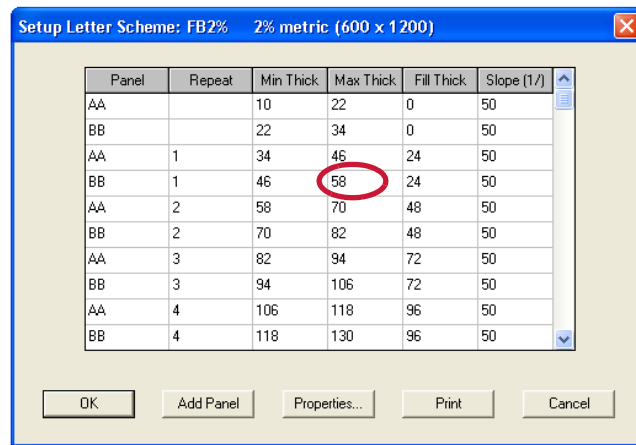 Setup Letter Scheme: FB2% 2% metric (600 x 1200)
Panel Repeat Min Thick Max Thick Fill Thick Slope (1/)
AA 10 22 0 50
BB 22 34 0 50
AA 1 34 46 24 50
BB 1 46 58 24 50
AA 2 58 70 48 50
BB 2 70 82 48 50
AA 3 82 94 72 50
BB 3 94 106 72 50
AA 4 106 118 96 50
BB 4 118 130 96 50
OK Add Panel Properties... Print Cancel